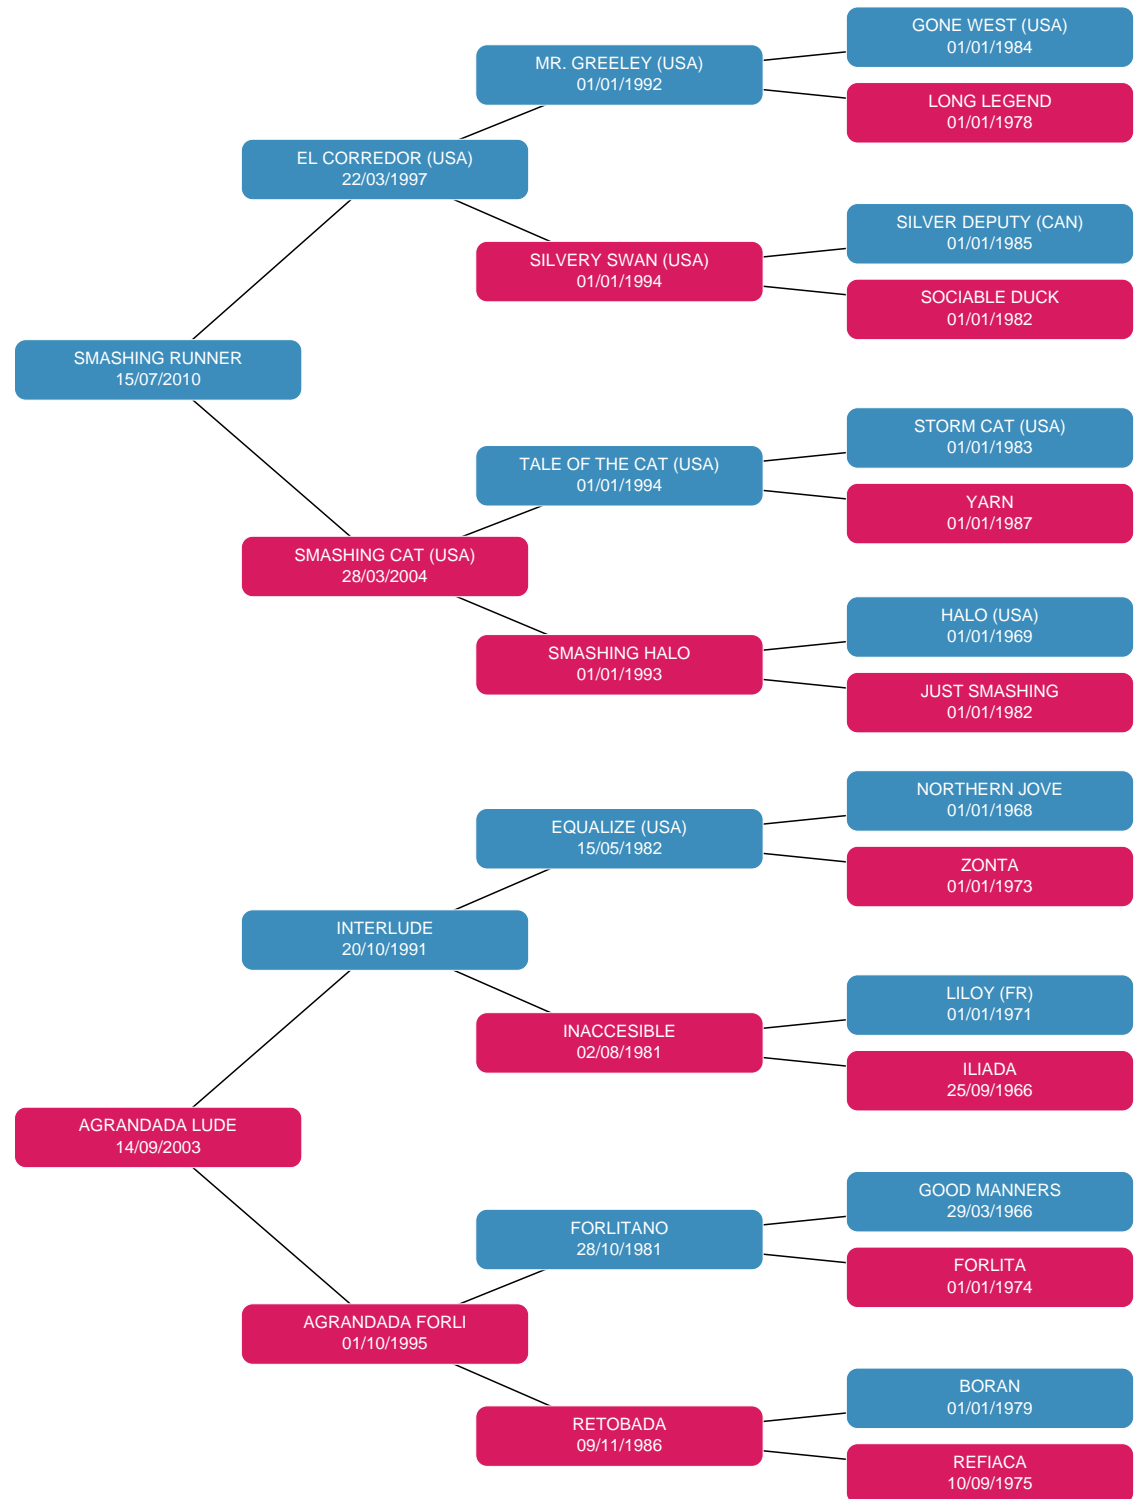 GONE WEST (USA)
01/01/1984
MR. GREELEY (USA)
01/01/1992
LONG LEGEND
01/01/1978
EL CORREDOR (USA)
22/03/1997
SILVER DEPUTY (CAN)
01/01/1985
SILVERY SWAN (USA)
01/01/1994
SOCIABLE DUCK
01/01/1982
SMASHING RUNNER
15/07/2010
STORM CAT (USA)
01/01/1983
TALE OF THE CAT (USA)
01/01/1994
YARN
01/01/1987
SMASHING CAT (USA)
28/03/2004
HALO (USA)
01/01/1969
SMASHING HALO
01/01/1993
JUST SMASHING
01/01/1982
NORTHERN JOVE
01/01/1968
EQUALIZE (USA)
15/05/1982
ZONTA
01/01/1973
INTERLUDE
20/10/1991
LILOY (FR)
01/01/1971
INACCESIBLE
02/08/1981
ILIADA
25/09/1966
AGRANDADA LUDE
14/09/2003
GOOD MANNERS
29/03/1966
FORLITANO
28/10/1981
FORLITA
01/01/1974
AGRANDADA FORLI
01/10/1995
BORAN
01/01/1979
RETOBADA
09/11/1986
REFIACA
10/09/1975